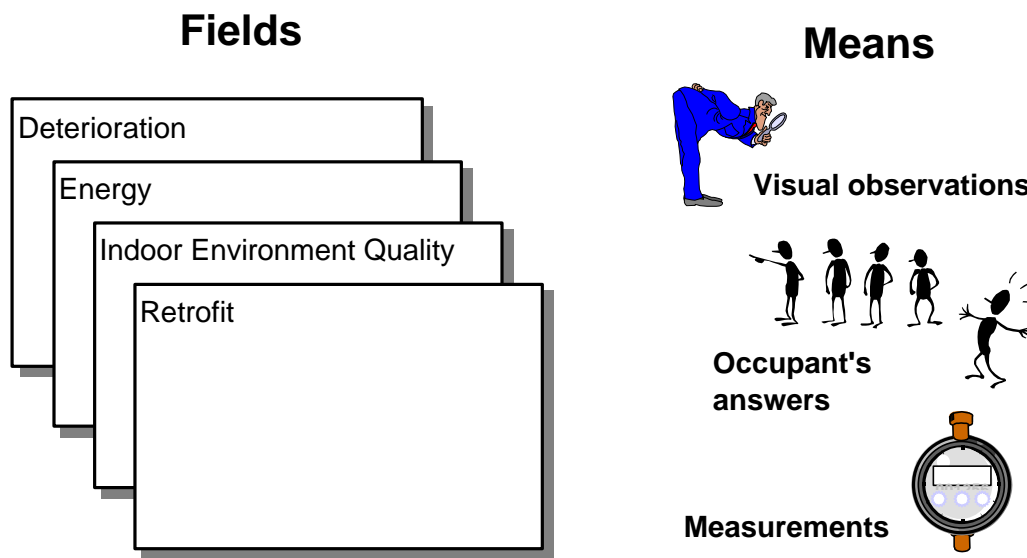 Fields
Means
Deterioration
Energy
Indoor Environment Quality
Retrofit
Visual observations
Occupant's
answers
Measurements